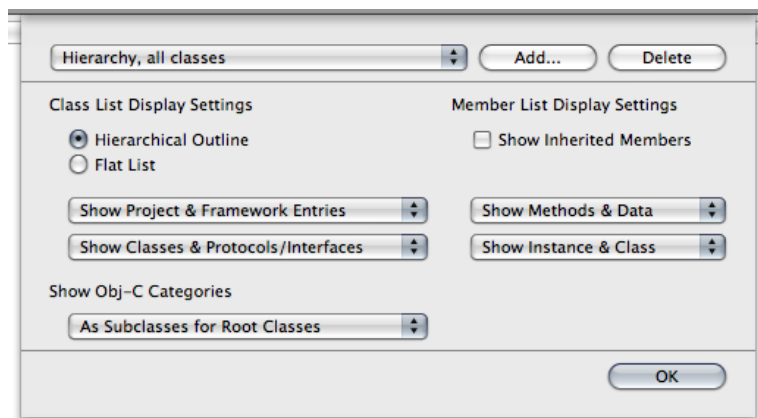 Hierarchy, all classes
Add...
Delete
Class List Display Settings
Hierarchical Outline
Flat List
Show Project & Framework Entries
Show Classes & Protocols/Interfaces
Show Obj-C Categories
As Subclasses for Root Classes
Member List Display Settings
Show Inherited Members
Show Methods & Data
Show Instance & Class
OK